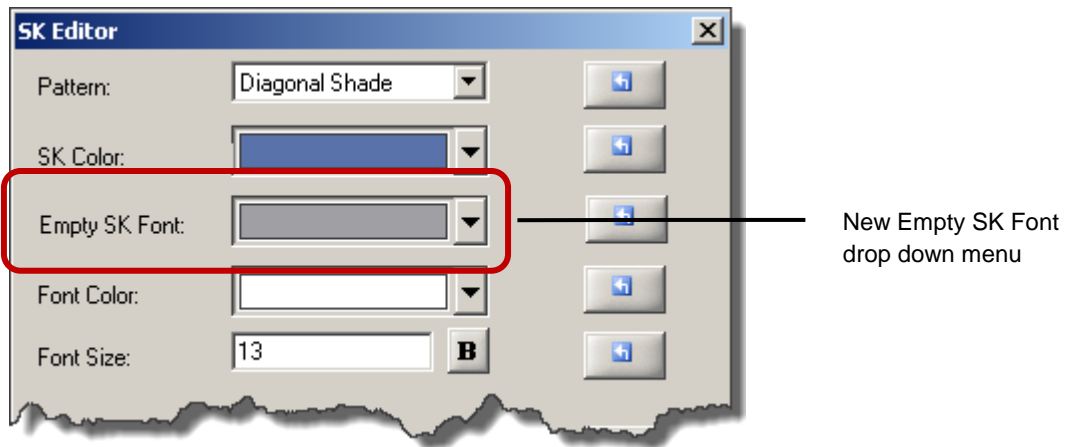 SK Editor
Pattern: Diagonal Shade
SK Color:
Empty SK Font:
New Empty SK Font
drop down menu
Font Color:
Font Size: 13 B